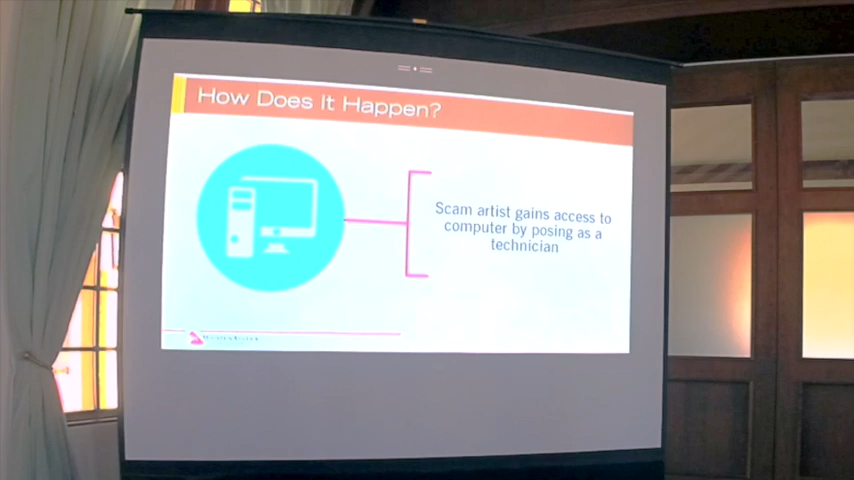 How Does It Happen?
Scam artist gains access to
computer by posing as a
technician